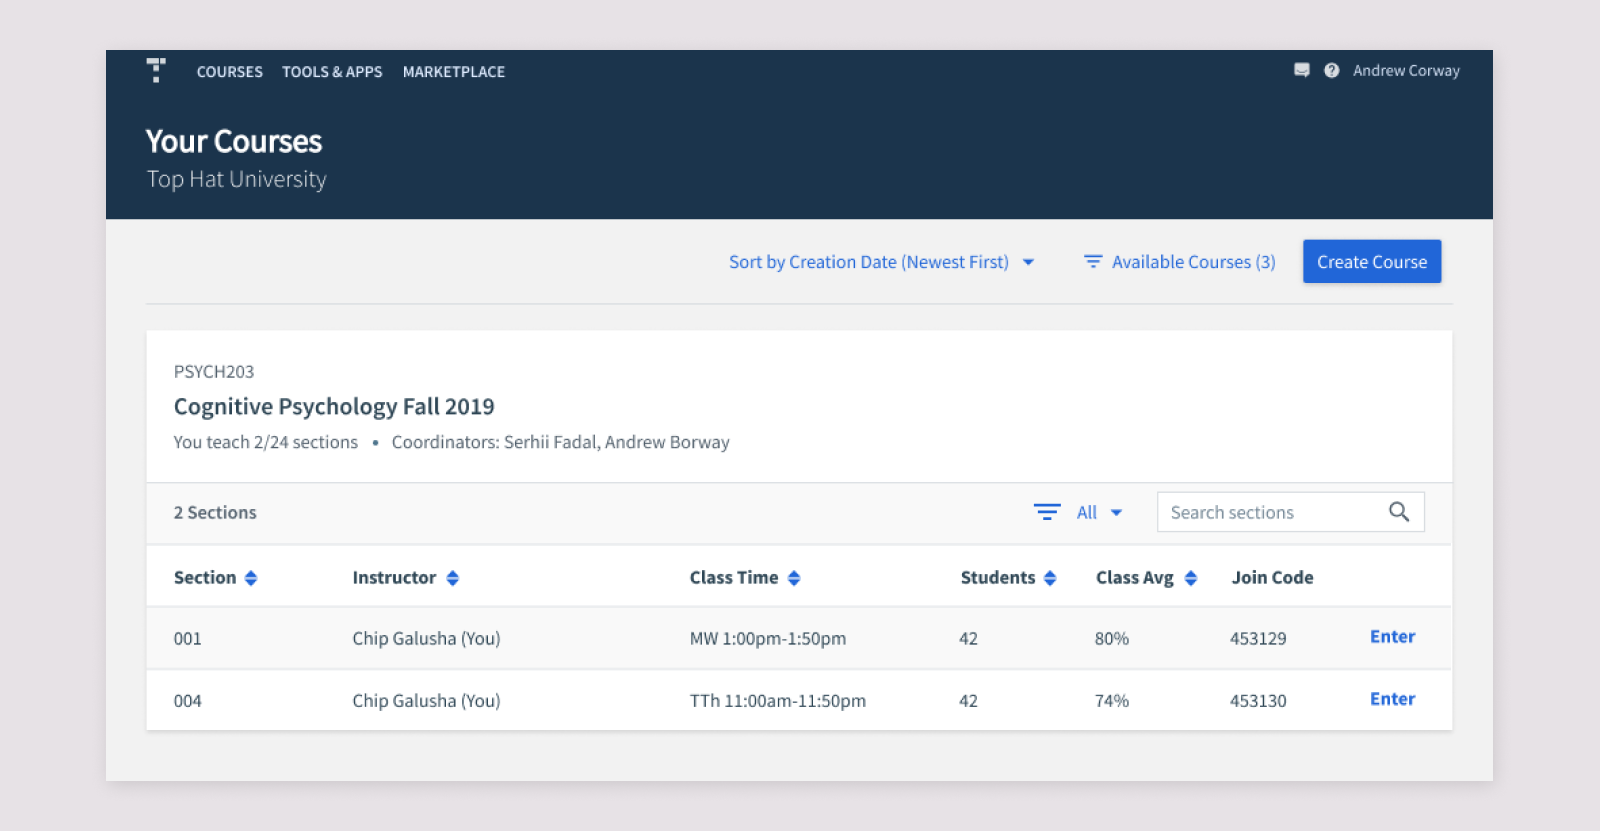 COURSES TOOLS & APPS MARKETPLACE Andrew Corway
Your Courses
Top Hat University
Sort by Creation Date (Newest First) Available Courses (3) Create Course
PSYCH203
Cognitive Psychology Fall 2019
You teach 2/24 sections • Coordinators: Serhii Fadal, Andrew Borway
2 Sections All Search sections
Section Instructor Class Time Students Class Avg Join Code
001 Chip Galusha (You) MW 1:00pm-1:50pm 42 80% 453129 Enter
004 Chip Galusha (You) TTh 11:00am-11:50pm 42 74% 453130 Enter